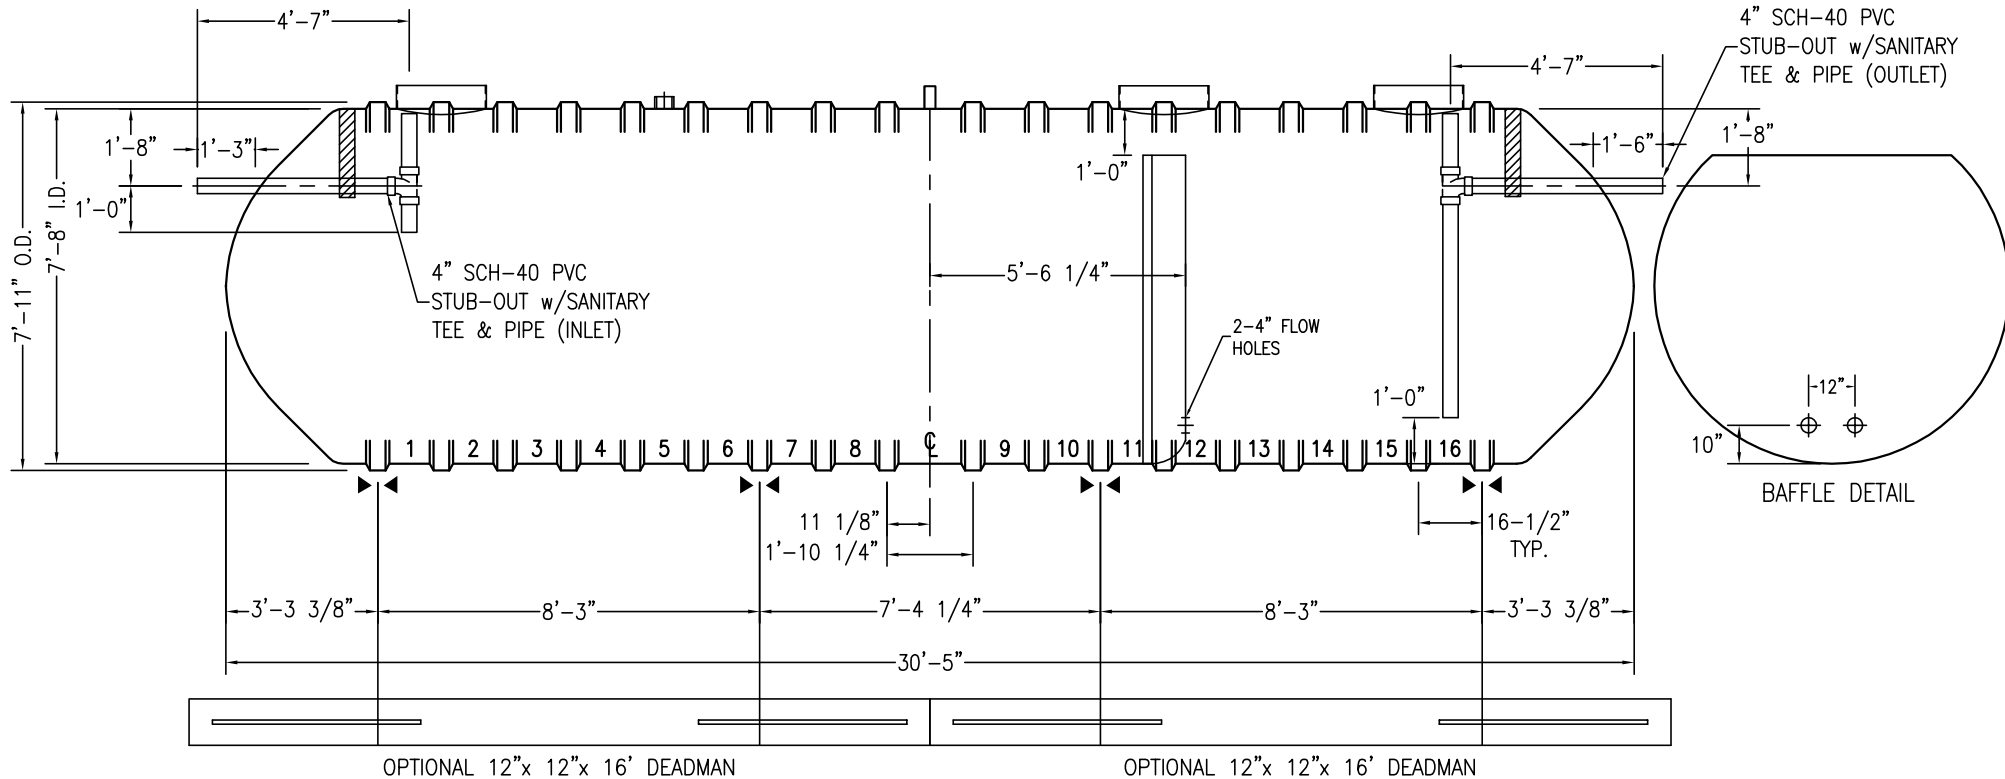 4'-7"
4" SCH-40 PVC
STUB-OUT w/SANITARY
TEE & PIPE (OUTLET)
4'-7"
1'-8"
1'-3"
1'-0"
1'-6"
1'-8"
1'-0"
7'-11" O.D.
7'-8" I.D.
4" SCH-40 PVC
STUB-OUT w/SANITARY
TEE & PIPE (INLET)
5'-6 1/4"
2-4" FLOW
HOLES
1'-0"
12"
10"
BAFFLE DETAIL
1 2 3 4 5 6 7 8 ℄ 9 10 11 12 13 14 15 16
11 1/8"
1'-10 1/4"
16-1/2"
TYP.
3'-3 3/8" 8'-3" 7'-4 1/4" 8'-3" 3'-3 3/8"
30'-5"
OPTIONAL 12"x 12"x 16' DEADMAN OPTIONAL 12"x 12"x 16' DEADMAN